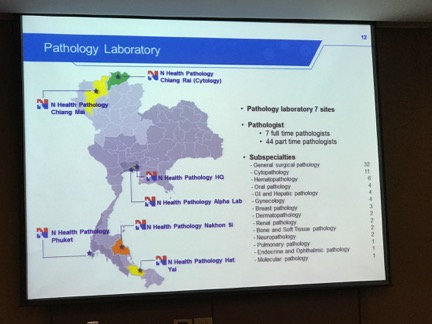 12
Pathology Laboratory
N Health Pathology
Chiang Rai (Cytology)
N Health Pathology
Chiang Mai
N Health Pathology HQ
N Health Pathology Alpha Lab
N Health Pathology Nakhon Si
N Health Pathology
Phuket
N Health Pathology Hat
Yai
• Pathology laboratory 7 sites
• Pathologist
• 7 full time pathologists
• 44 part time pathologists
• Subspecialties
- General surgical pathology 32
- Cytopathology 11
- Hematopathology 6
- Oral pathology 4
- GI and Hepatic pathology 4
- Gynecology 4
- Breast pathology 3
- Dermatopathology 2
- Renal pathology 2
- Bone and Soft Tissue pathology 2
- Neuropathology 2
- Pulmonary pathology 1
- Endocrine and Ophthalmic pathology 1
- Molecular pathology 1